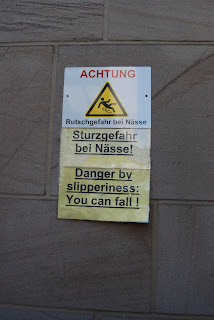 ACHTUNG
Rutschgefahr bei Nässe
Sturzgefahr
bei Nässe!
Danger by
slipperiness:
You can fall !